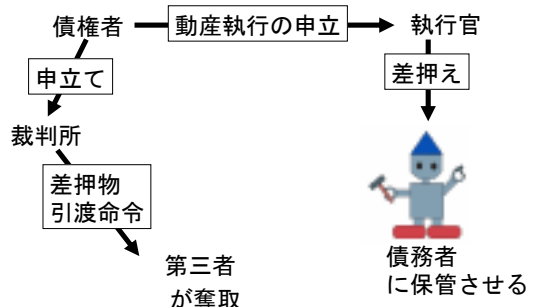 債権者
動産執行の申立
執行官
申立て
差押え
裁判所
差押物
引渡命令
第三者
が奪取
債務者
に保管させる